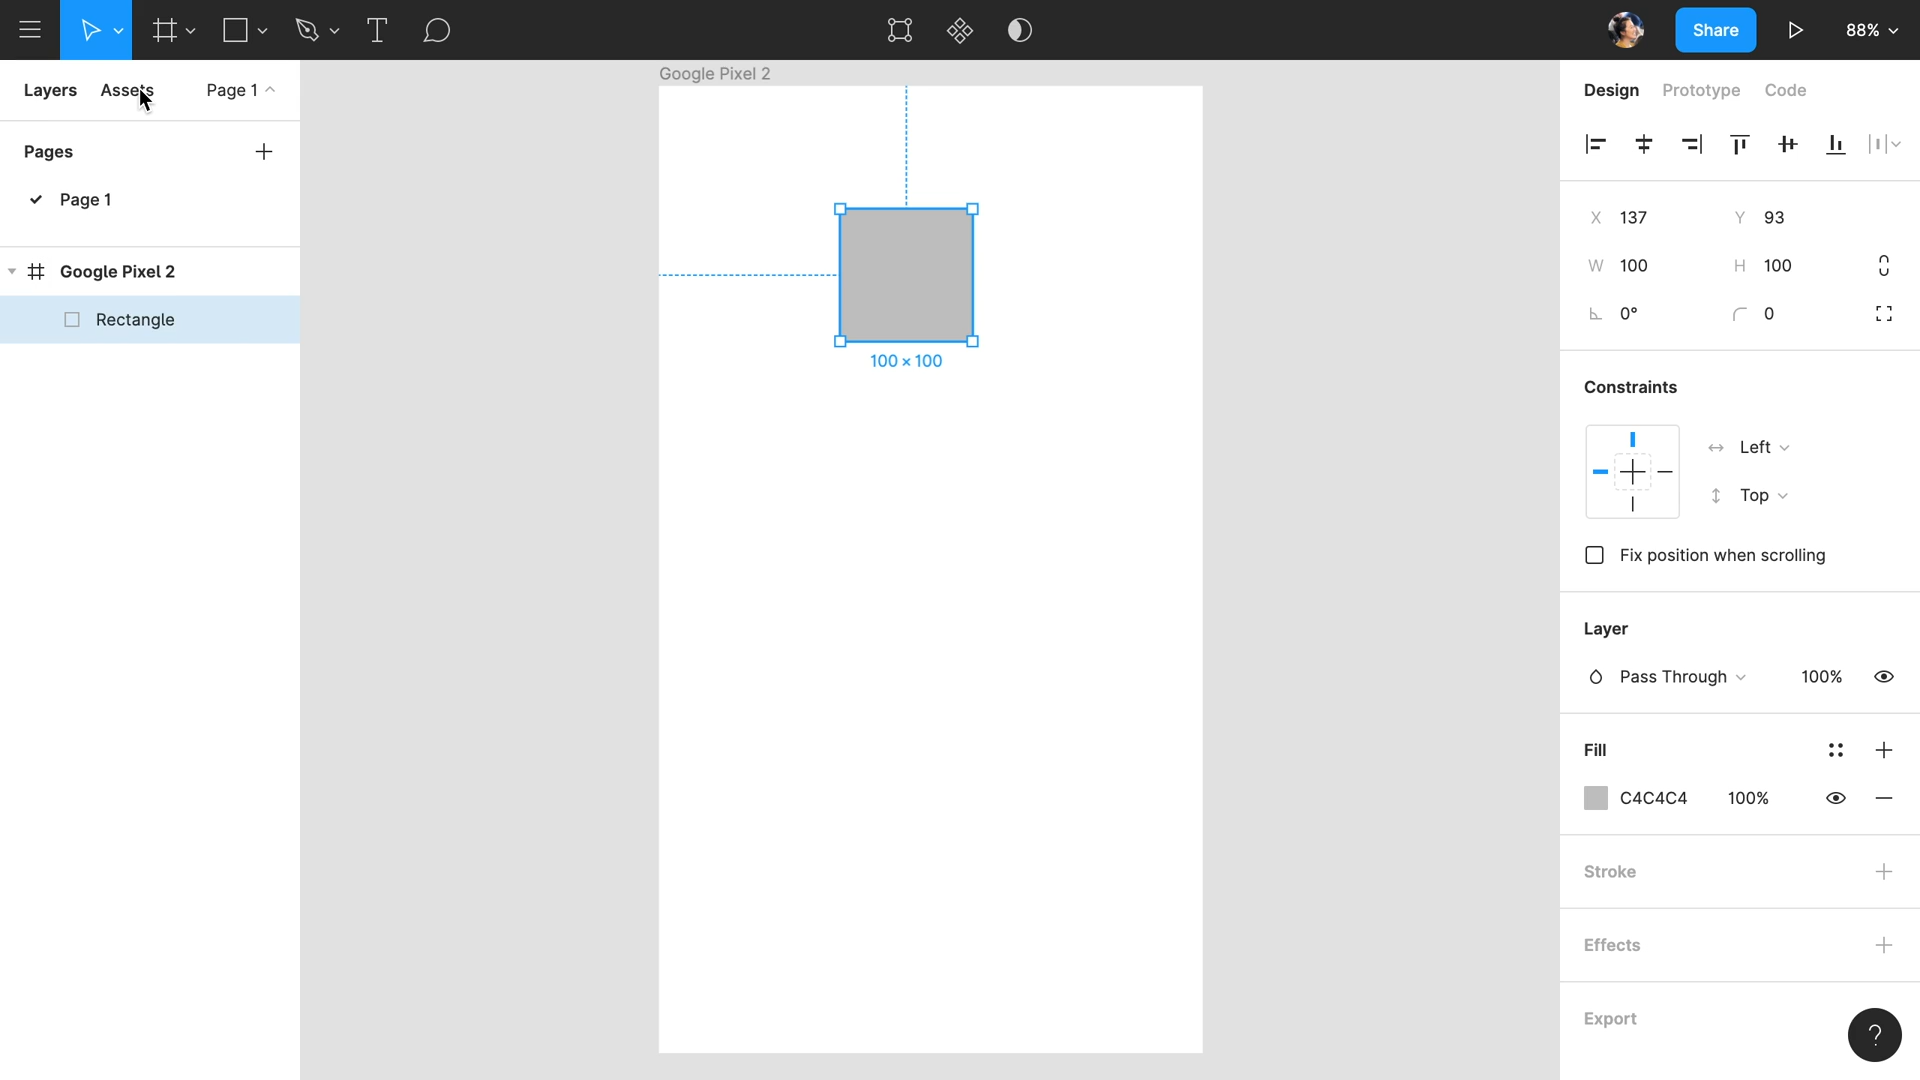 Share
88%
Layers
Assets
Page 1
Pages
Page 1
Google Pixel 2
Rectangle
Google Pixel 2
100 × 100
Design
Prototype
Code
X 137
Y 93
W 100
H 100
0°
0
Constraints
Left
Top
Fix position when scrolling
Layer
Pass Through
100%
Fill
C4C4C4
100%
Stroke
Effects
Export
?